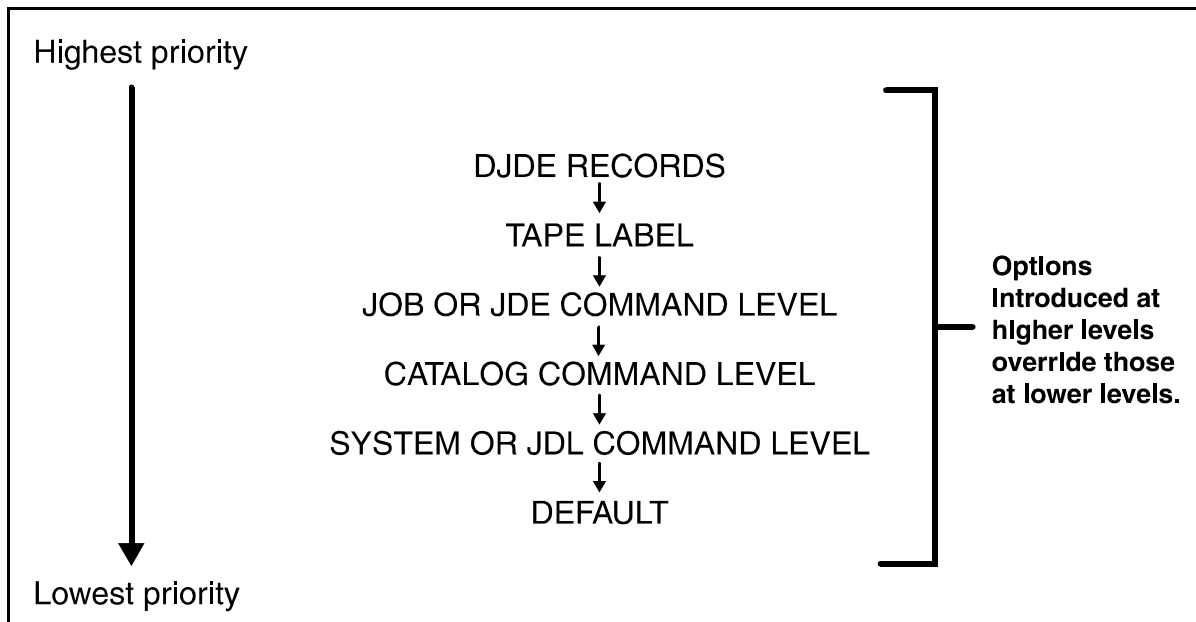 Highest priority
DJDE RECORDS
TAPE LABEL
JOB OR JDE COMMAND LEVEL
CATALOG COMMAND LEVEL
SYSTEM OR JDL COMMAND LEVEL
DEFAULT
Lowest priority
Options
Introduced at
higher levels
override those
at lower levels.